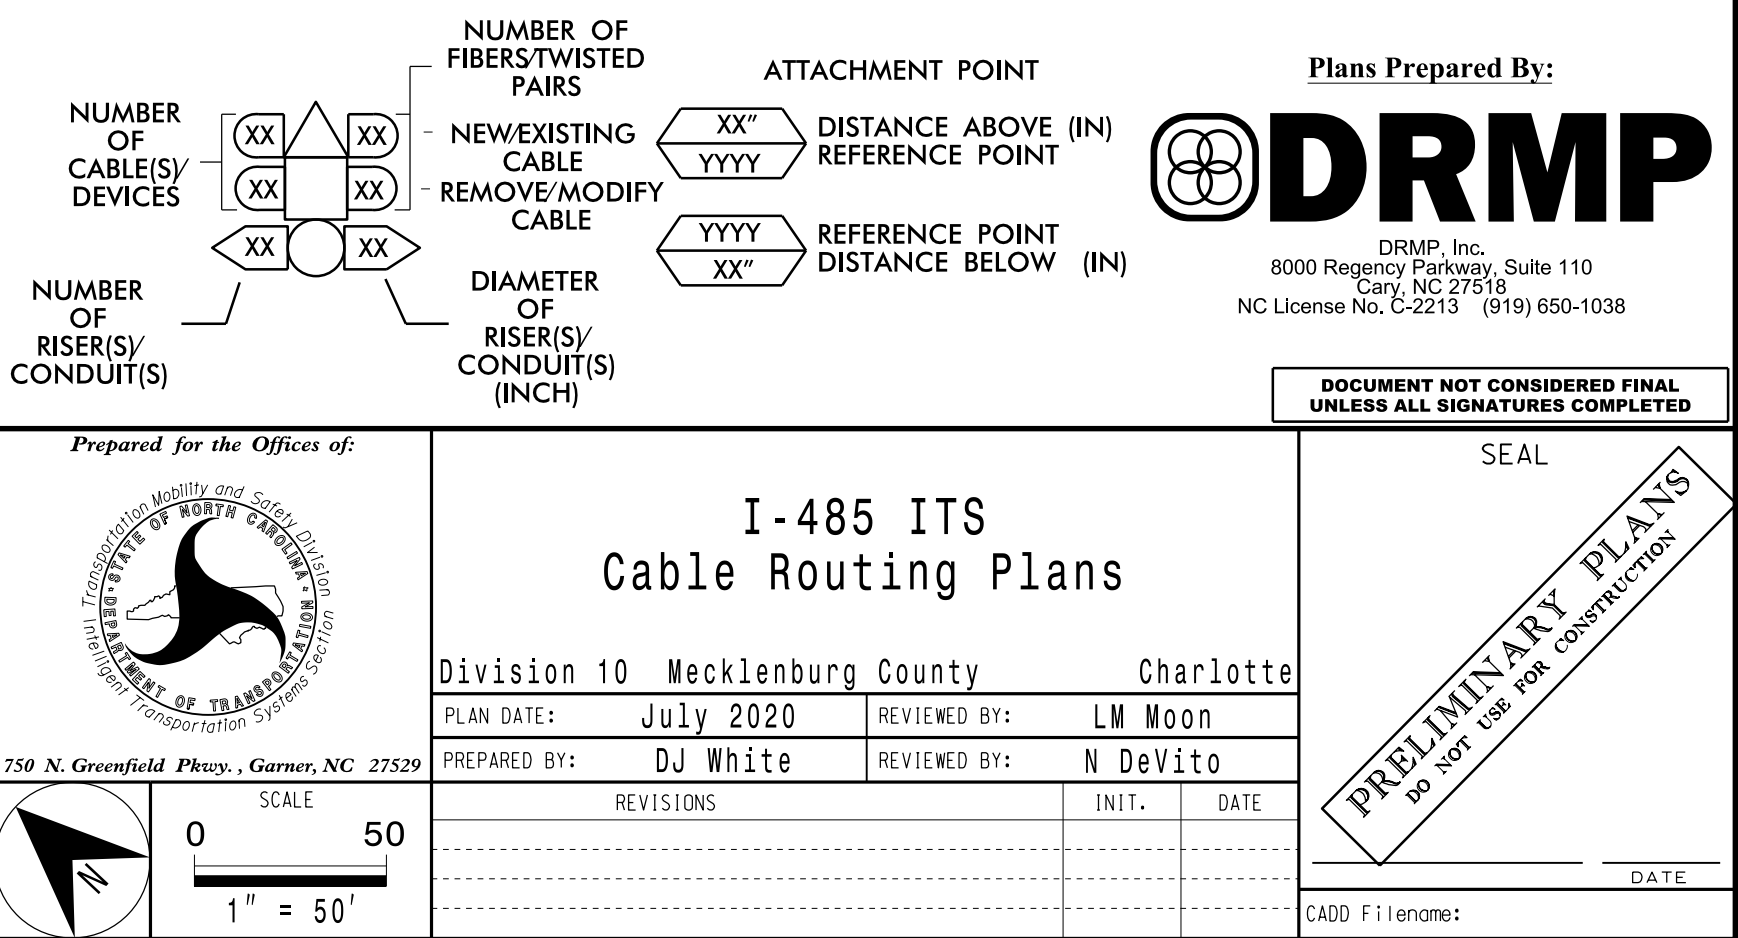 NUMBER OF
FIBERS/TWISTED
PAIRS
NUMBER
OF
CABLE(S)/
DEVICES
XX
XX
XX
XX
XX
XX
NEW/EXISTING
CABLE
REMOVE/MODIFY
CABLE
NUMBER
OF
RISER(S)/
CONDUIT(S)
DIAMETER
OF
RISER(S)/
CONDUIT(S)
(INCH)
ATTACHMENT POINT
XX"
YYYY
DISTANCE ABOVE (IN)
REFERENCE POINT
YYYY
XX"
REFERENCE POINT
DISTANCE BELOW (IN)
Plans Prepared By:
DRMP
DRMP, Inc.
8000 Regency Parkway, Suite 110
Cary, NC 27518
NC License No. C-2213 (919) 650-1038
DOCUMENT NOT CONSIDERED FINAL
UNLESS ALL SIGNATURES COMPLETED
Prepared for the Offices of:
Transportation Mobility and Safety Division
Intelligent Transportation Systems Section
STATE OF NORTH CAROLINA
DEPARTMENT OF TRANSPORTATION
750 N. Greenfield Pkwy., Garner, NC 27529
I-485 ITS
Cable Routing Plans
Division 10 Mecklenburg County Charlotte
PLAN DATE: July 2020 REVIEWED BY: LM Moon
PREPARED BY: DJ White REVIEWED BY: N DeVito
REVISIONS INIT. DATE
N
SCALE
0 50
1" = 50'
SEAL
PRELIMINARY PLANS
DO NOT USE FOR CONSTRUCTION
DATE
CADD Filename: